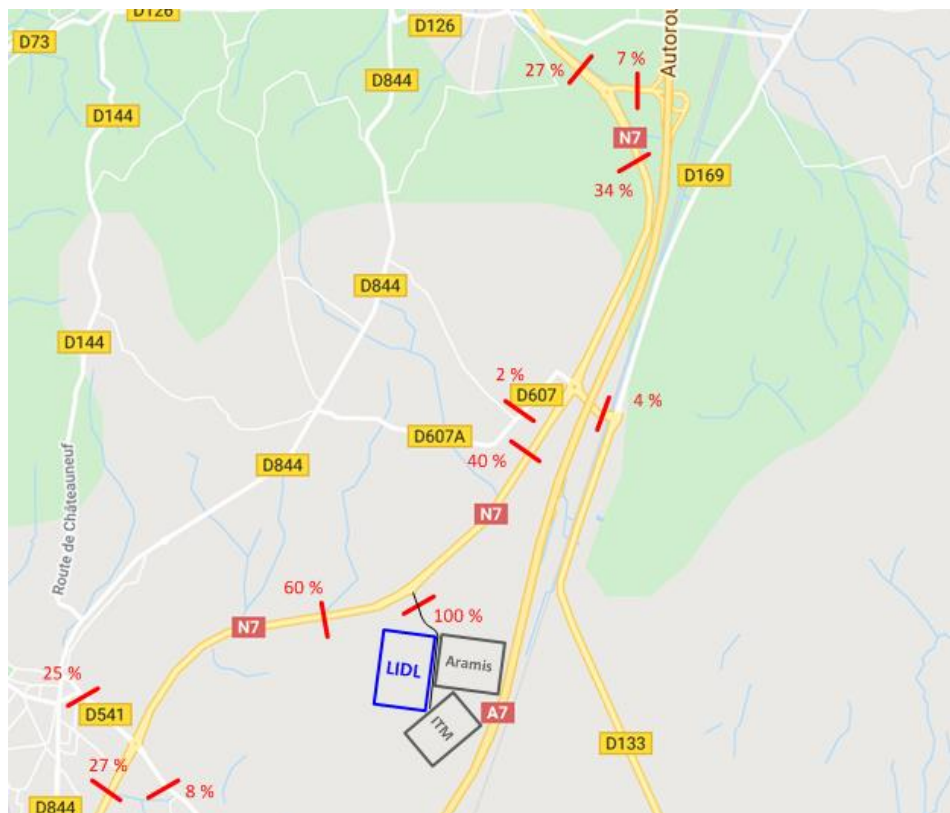 D126
D73
D126
27 %
7 %
Autorou
D844
D144
N7
34 %
D169
D844
D144
2 %
D607
4 %
D607A
40 %
D844
Route de Châteauneuf
N7
60 %
100 %
N7
LIDL
Aramis
25 %
D541
ITM
A7
D133
27 %
8 %
D844